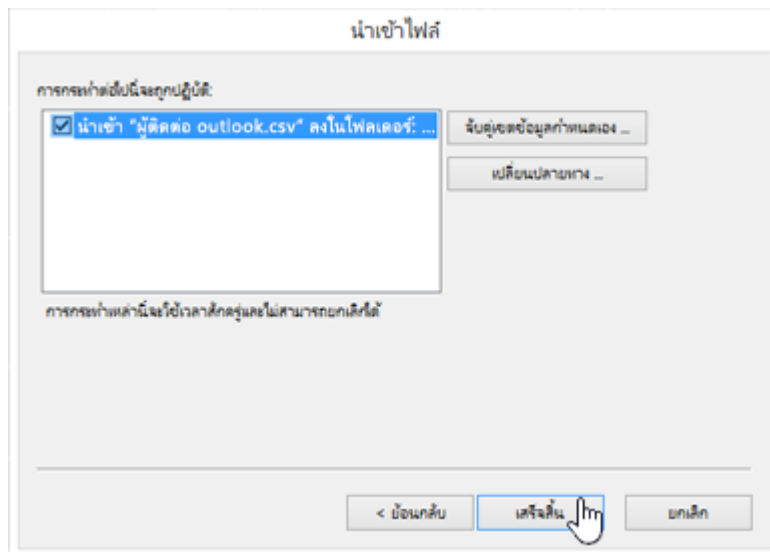 นำเข้าไฟล์
การกระทำต่อไปนี้จะถูกปฏิบัติ:
นำเข้า "ผู้ติดต่อ outlook.csv" ลงในโฟลเดอร์: ...
จับคู่เขตข้อมูลกำหนดเอง ...
เปลี่ยนปลายทาง ...
การกระทำเหล่านี้จะใช้เวลาสักครู่และไม่สามารถยกเลิกได้
< ย้อนกลับ
เสร็จสิ้น
ยกเลิก